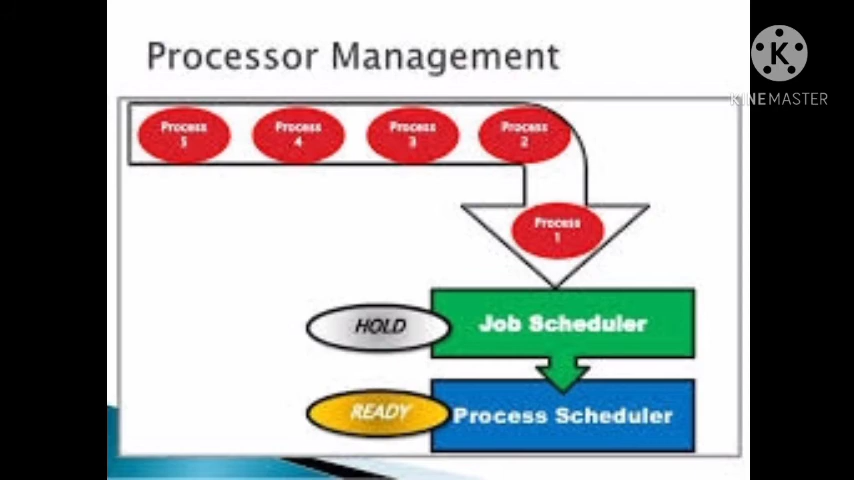 Processor Management
K
KINEMASTER
Process
5
Process
4
Process
3
Process
2
Process
1
HOLD
Job Scheduler
READY
Process Scheduler